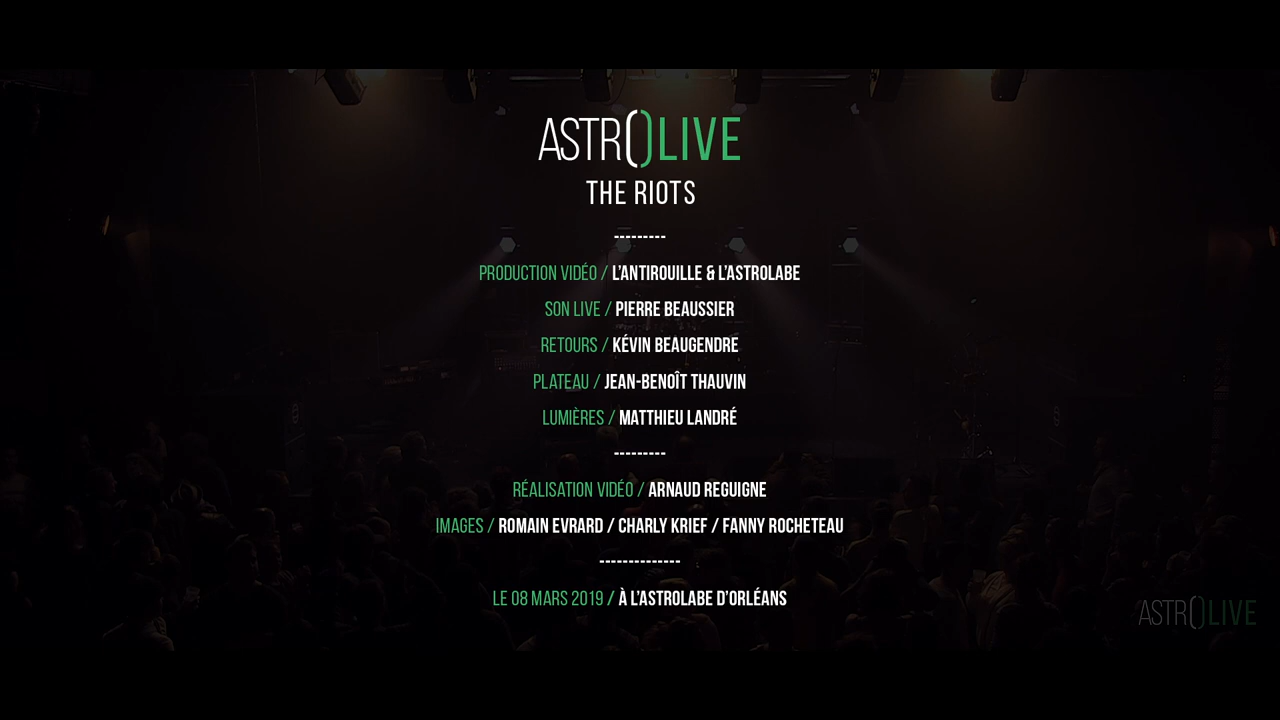 ASTR()LIVE
THE RIOTS
---------
PRODUCTION VIDÉO / L'ANTIROUILLE & L'ASTROLABE
SON LIVE / PIERRE BEAUSSIER
RETOURS / KÉVIN BEAUGENDRE
PLATEAU / JEAN-BENOÎT THAUVIN
LUMIÈRES / MATTHIEU LANDRÉ
---------
RÉALISATION VIDÉO / ARNAUD REGUIGNE
IMAGES / ROMAIN EVRARD / CHARLY KRIEF / FANNY ROCHETEAU
--------------
LE 08 MARS 2019 / À L'ASTROLABE D'ORLÉANS
ASTR()LIVE